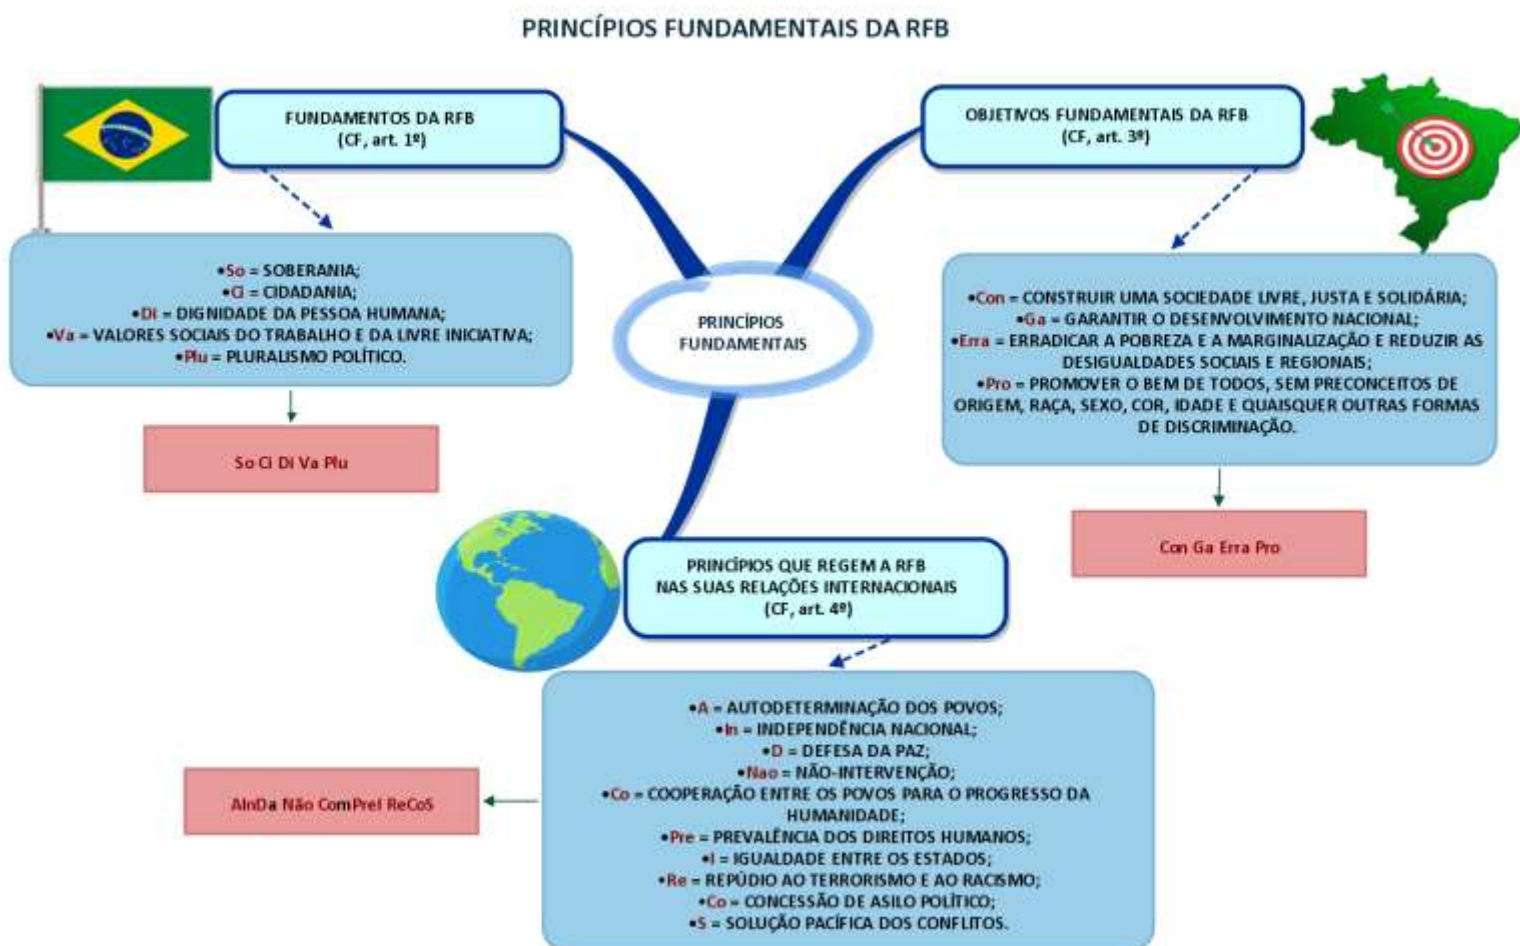 PRINCÍPIOS FUNDAMENTAIS DA RFB
FUNDAMENTOS DA RFB
(CF, art. 1º)
•So = SOBERANIA;
•Ci = CIDADANIA;
•Di = DIGNIDADE DA PESSOA HUMANA;
•Va = VALORES SOCIAIS DO TRABALHO E DA LIVRE INICIATIVA;
•Plu = PLURALISMO POLÍTICO.
So Ci Di Va Plu
OBJETIVOS FUNDAMENTAIS DA RFB
(CF, art. 3º)
•Con = CONSTRUIR UMA SOCIEDADE LIVRE, JUSTA E SOLIDÁRIA;
•Ga = GARANTIR O DESENVOLVIMENTO NACIONAL;
•Erra = ERRADICAR A POBREZA E A MARGINALIZAÇÃO E REDUZIR AS
DESIGUALDADES SOCIAIS E REGIONAIS;
•Pro = PROMOVER O BEM DE TODOS, SEM PRECONCEITOS DE
ORIGEM, RAÇA, SEXO, COR, IDADE E QUAISQUER OUTRAS FORMAS
DE DISCRIMINAÇÃO.
Con Ga Erra Pro
PRINCÍPIOS
FUNDAMENTAIS
PRINCÍPIOS QUE REGEM A RFB
NAS SUAS RELAÇÕES INTERNACIONAIS
(CF, art. 4º)
•A = AUTODETERMINAÇÃO DOS POVOS;
•In = INDEPENDÊNCIA NACIONAL;
•D = DEFESA DA PAZ;
•Nao = NÃO-INTERVENÇÃO;
•Co = COOPERAÇÃO ENTRE OS POVOS PARA O PROGRESSO DA
HUMANIDADE;
•Pre = PREVALÊNCIA DOS DIREITOS HUMANOS;
•I = IGUALDADE ENTRE OS ESTADOS;
•Re = REPÚDIO AO TERRORISMO E AO RACISMO;
•Co = CONCESSÃO DE ASILO POLÍTICO;
•S = SOLUÇÃO PACÍFICA DOS CONFLITOS.
AInDa Não ComPreI ReCoS